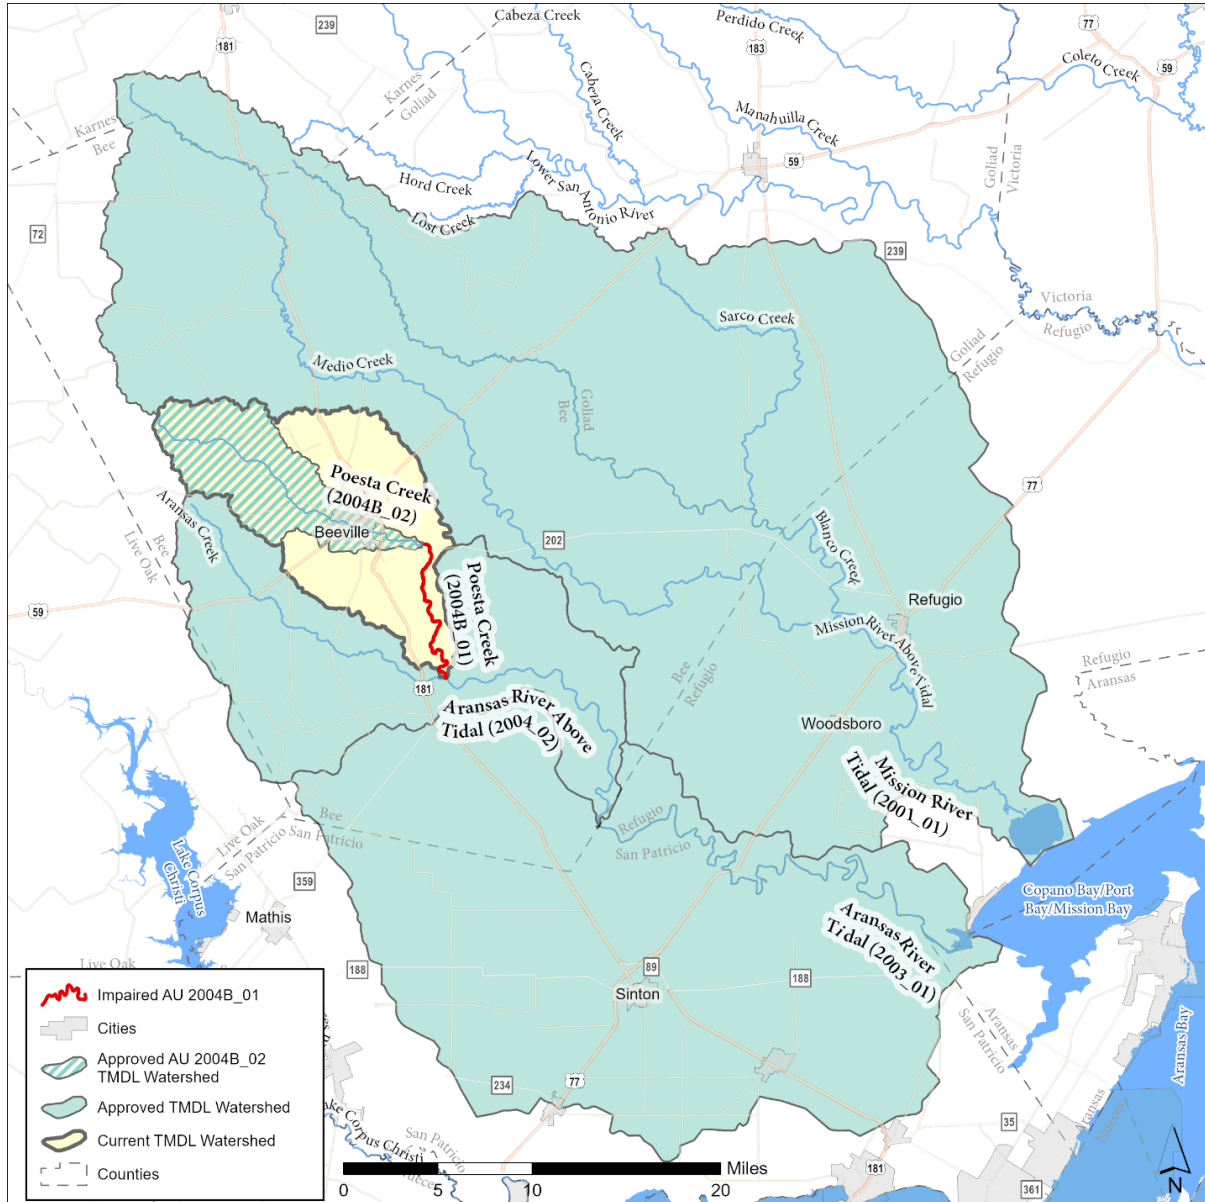 239
Cabeza Creek
Perdido Creek
77
181
183
59
Coleto Creek
Karnes
Goliad
Cabeza Creek
Manahuilla Creek
Karnes
Bee
59
Goliad
Victoria
Hord Creek
Lower San
Antonio River
Lost Creek
72
239
Victoria
Refugio
Sarco Creek
Goliad
Refugio
Medio Creek
Goliad
Bee
Poesta Creek
(2004B_02)
77
Aransas Creek
Beeville
Bee
Live Oak
202
Blanco Creek
Poesta Creek
(2004B_01)
59
Refugio
Mission River Above
Tidal
Bee
Refugio
Refugio
Aransas
181
Aransas River Above
Tidal (2004_02)
Woodsboro
Mission River
Tidal (2001_01)
Live Oak
San Patricio
Bee
San Patricio
Refugio
San Patricio
Lake Corpus
Christi
359
Copano Bay/Port
Bay/Mission Bay
Mathis
Aransas River
Tidal (2003_01)
Live Oak
188
89
188
Sinton
Aransas
San Patricio
Aransas Bay
Impaired AU 2004B_01
Cities
Approved AU 2004B_02
TMDL Watershed
Approved TMDL Watershed
Current TMDL Watershed
Counties
234
77
Lake Corpus Christi
San Patricio
Nueces
35
Aransas
Nueces
181
361
Miles
0 5 10 20
N